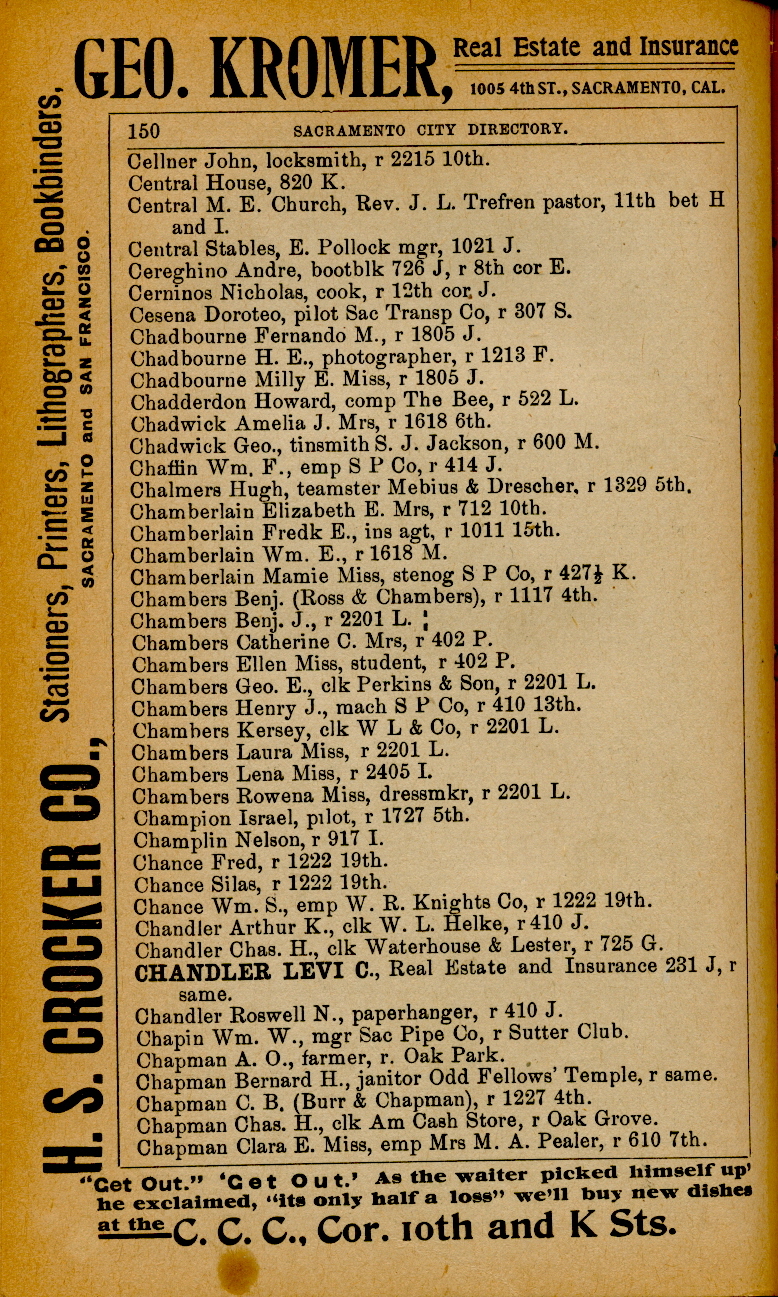 GEO. KROMER, Real Estate and Insurance
1005 4th ST., SACRAMENTO, CAL.
H. S. CROCKER CO., Stationers, Printers, Lithographers, Bookbinders,
SACRAMENTO and SAN FRANCISCO.
150 SACRAMENTO CITY DIRECTORY.
Cellner John, locksmith, r 2215 10th.
Central House, 820 K.
Central M. E. Church, Rev. J. L. Trefren pastor, 11th bet H
and I.
Central Stables, E. Pollock mgr, 1021 J.
Cereghino Andre, bootblk 726 J, r 8th cor E.
Cerninos Nicholas, cook, r 12th cor. J.
Cesena Doroteo, pilot Sac Transp Co, r 307 S.
Chadbourne Fernando M., r 1805 J.
Chadbourne H. E., photographer, r 1213 F.
Chadbourne Milly E. Miss, r 1805 J.
Chadderdon Howard, comp The Bee, r 522 L.
Chadwick Amelia J. Mrs, r 1618 6th.
Chadwick Geo., tinsmith S. J. Jackson, r 600 M.
Chaffin Wm. F., emp S P Co, r 414 J.
Chalmers Hugh, teamster Mebius & Drescher, r 1329 5th.
Chamberlain Elizabeth E. Mrs, r 712 10th.
Chamberlain Fredk E., ins agt, r 1011 15th.
Chamberlain Wm. E., r 1618 M.
Chamberlain Mamie Miss, stenog S P Co, r 427½ K.
Chambers Benj. (Ross & Chambers), r 1117 4th.
Chambers Benj. J., r 2201 L.
Chambers Catherine C. Mrs, r 402 P.
Chambers Ellen Miss, student, r 402 P.
Chambers Geo. E., clk Perkins & Son, r 2201 L.
Chambers Henry J., mach S P Co, r 410 13th.
Chambers Kersey, clk W L & Co, r 2201 L.
Chambers Laura Miss, r 2201 L.
Chambers Lena Miss, r 2405 I.
Chambers Rowena Miss, dressmkr, r 2201 L.
Champion Israel, pilot, r 1727 5th.
Champlin Nelson, r 917 I.
Chance Fred, r 1222 19th.
Chance Silas, r 1222 19th.
Chance Wm. S., emp W. R. Knights Co, r 1222 19th.
Chandler Arthur K., clk W. L. Helke, r 410 J.
Chandler Chas. H., clk Waterhouse & Lester, r 725 G.
CHANDLER LEVI C., Real Estate and Insurance 231 J, r
same.
Chandler Roswell N., paperhanger, r 410 J.
Chapin Wm. W., mgr Sac Pipe Co, r Sutter Club.
Chapman A. O., farmer, r. Oak Park.
Chapman Bernard H., janitor Odd Fellows' Temple, r same.
Chapman C. B. (Burr & Chapman), r 1227 4th.
Chapman Chas. H., clk Am Cash Store, r Oak Grove.
Chapman Clara E. Miss, emp Mrs M. A. Pealer, r 610 7th.
"Get Out." 'Get Out.' As the waiter picked himself up'
he exclaimed, "its only half a loss" we'll buy new dishes
at the C. C. C., Cor. 10th and K Sts.